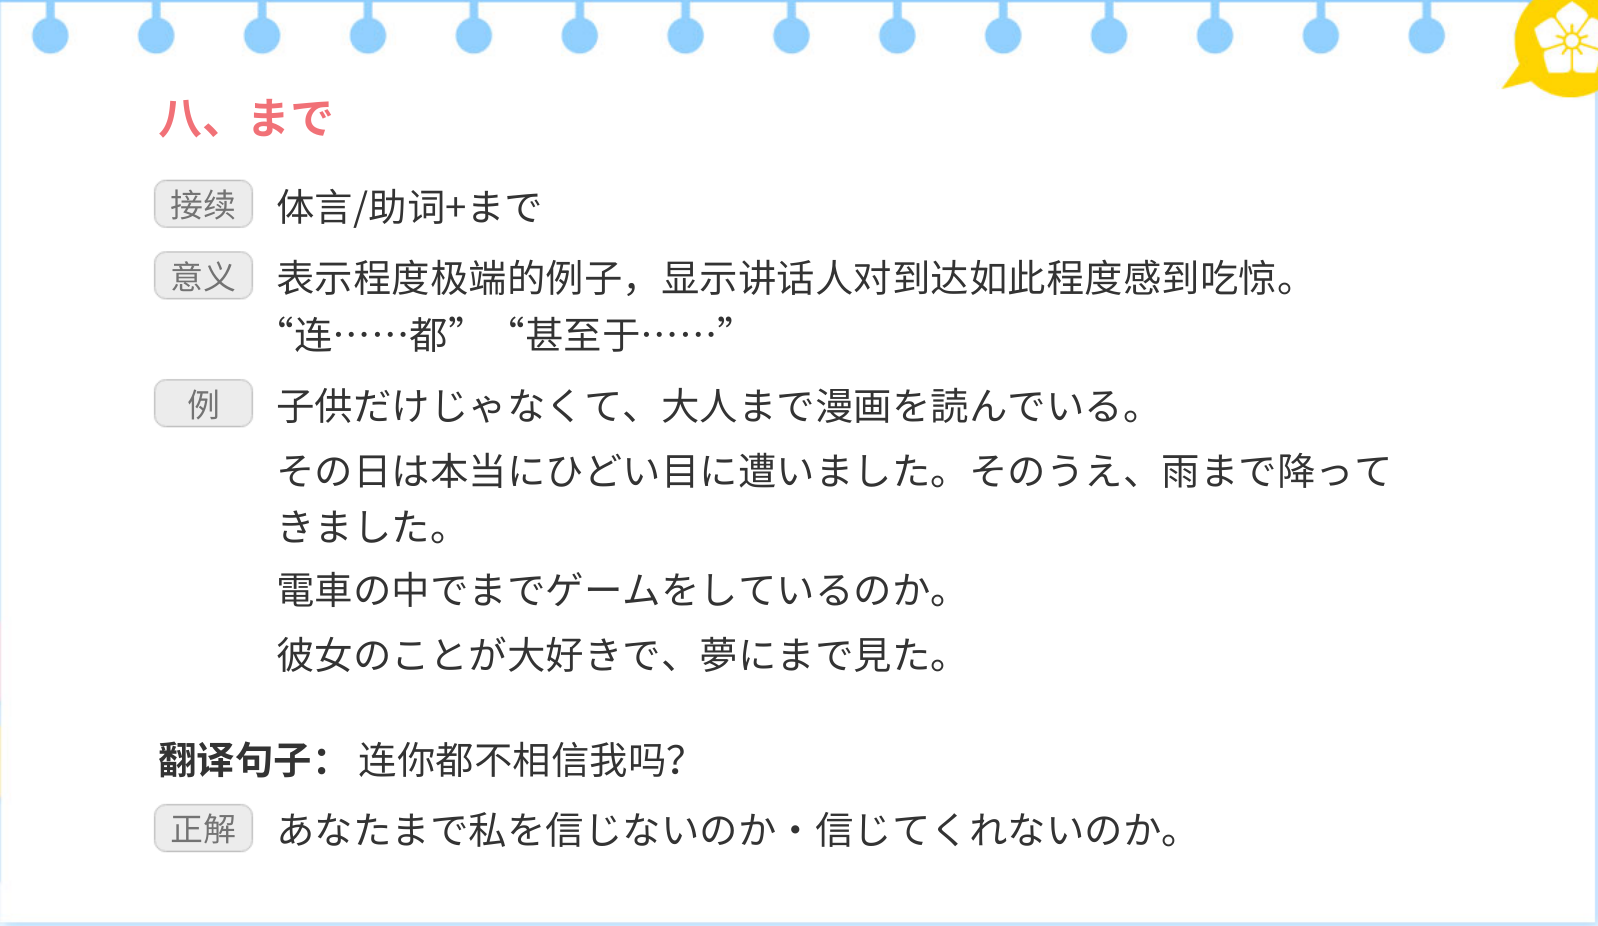 八、まで
接续 体言/助词+まで
意义 表示程度极端的例子，显示讲话人对到达如此程度感到吃惊。
“连……都” “甚至于……”
例 子供だけじゃなくて、大人まで漫画を読んでいる。
その日は本当にひどい目に遭いました。そのうえ、雨まで降って
きました。
電車の中でまでゲームをしているのか。
彼女のことが大好きで、夢にまで見た。
翻译句子： 连你都不相信我吗?
正解 あなたまで私を信じないのか・信じてくれないのか。